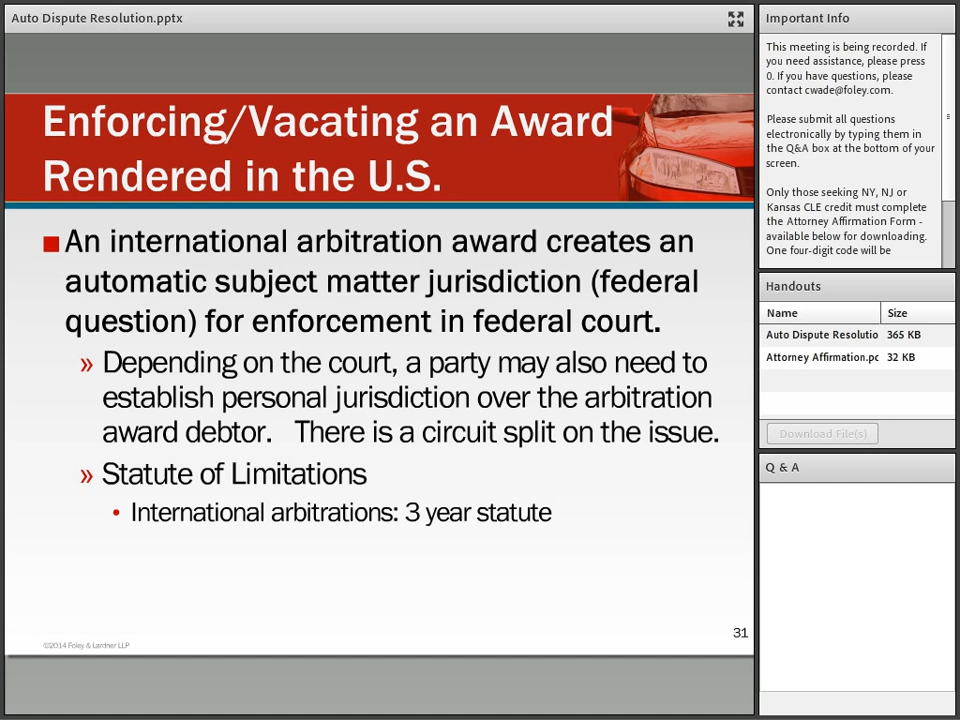 Auto Dispute Resolution.pptx
Enforcing/Vacating an Award
Rendered in the U.S.
An international arbitration award creates an
automatic subject matter jurisdiction (federal
question) for enforcement in federal court.
» Depending on the court, a party may also need to
establish personal jurisdiction over the arbitration
award debtor. There is a circuit split on the issue.
» Statute of Limitations
• International arbitrations: 3 year statute
©2014 Foley & Lardner LLP
31
Important Info
This meeting is being recorded. If
you need assistance, please press
0. If you have questions, please
contact cwade@foley.com.
Please submit all questions
electronically by typing them in
the Q&A box at the bottom of your
screen.
Only those seeking NY, NJ or
Kansas CLE credit must complete
the Attorney Affirmation Form -
available below for downloading.
One four-digit code will be
Handouts
Name Size
Auto Dispute Resolutio 365 KB
Attorney Affirmation.pc 32 KB
Download File(s)
Q & A